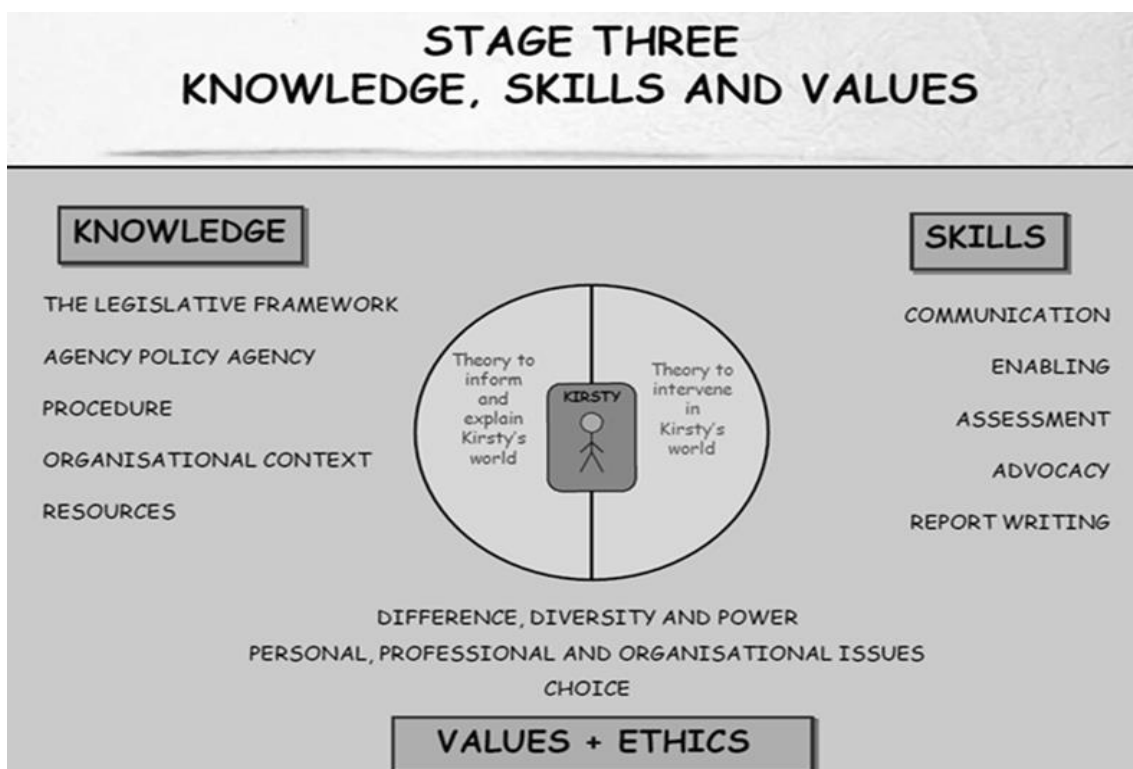 STAGE THREE
KNOWLEDGE, SKILLS AND VALUES
KNOWLEDGE
THE LEGISLATIVE FRAMEWORK
AGENCY POLICY AGENCY
PROCEDURE
ORGANISATIONAL CONTEXT
RESOURCES
Theory to
inform
and
explain
Kirsty's
world
KIRSTY
Theory to
intervene
in
Kirsty's
world
SKILLS
COMMUNICATION
ENABLING
ASSESSMENT
ADVOCACY
REPORT WRITING
DIFFERENCE, DIVERSITY AND POWER
PERSONAL, PROFESSIONAL AND ORGANISATIONAL ISSUES
CHOICE
VALUES + ETHICS